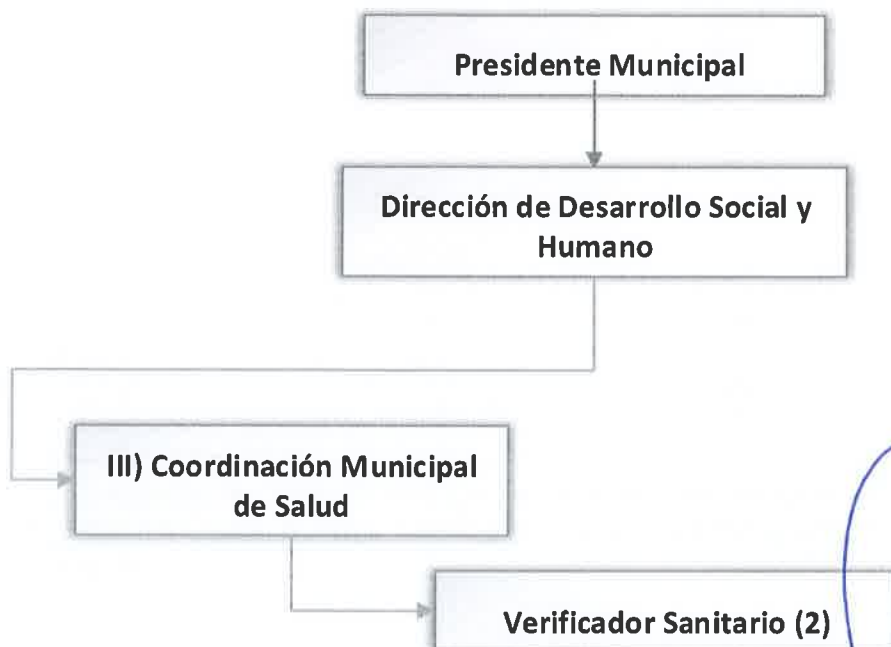 Presidente Municipal
Dirección de Desarrollo Social y
Humano
III) Coordinación Municipal
de Salud
Verificador Sanitario (2)